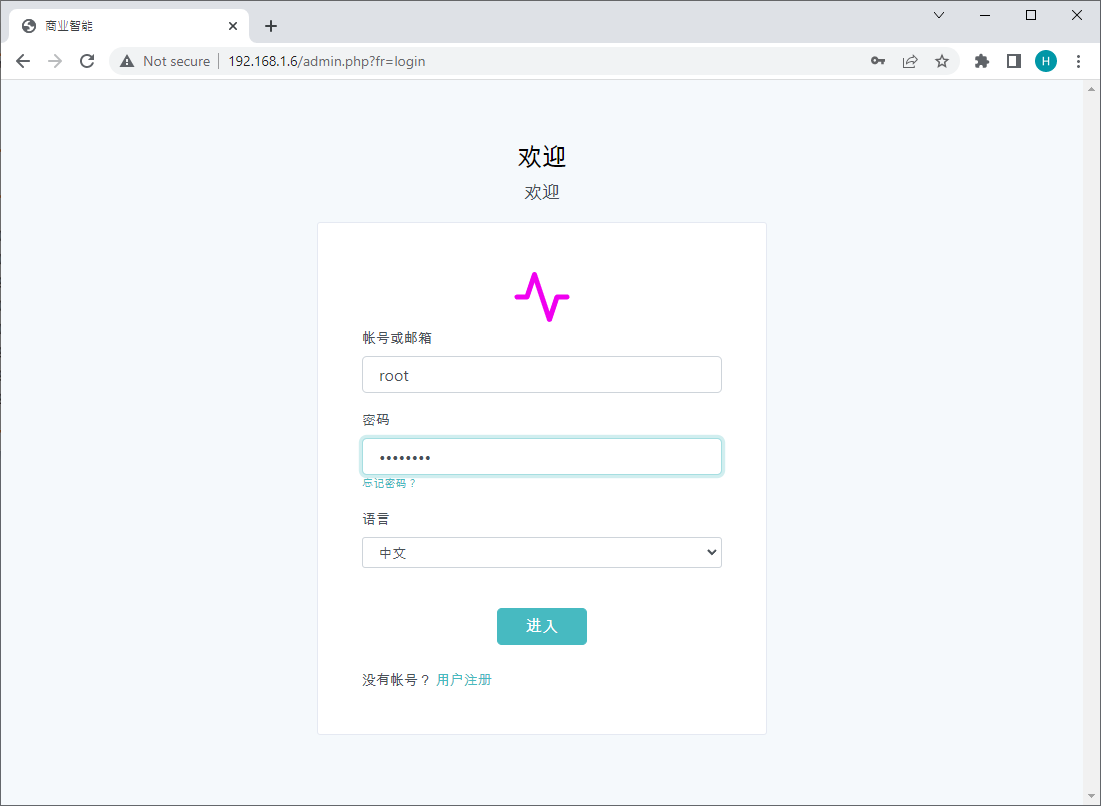 商业智能
Not secure 192.168.1.6/admin.php?fr=login
H
欢迎
欢迎
帐号或邮箱
root
密码
••••••••
忘记密码？
语言
中文
进入
没有帐号？ 用户注册